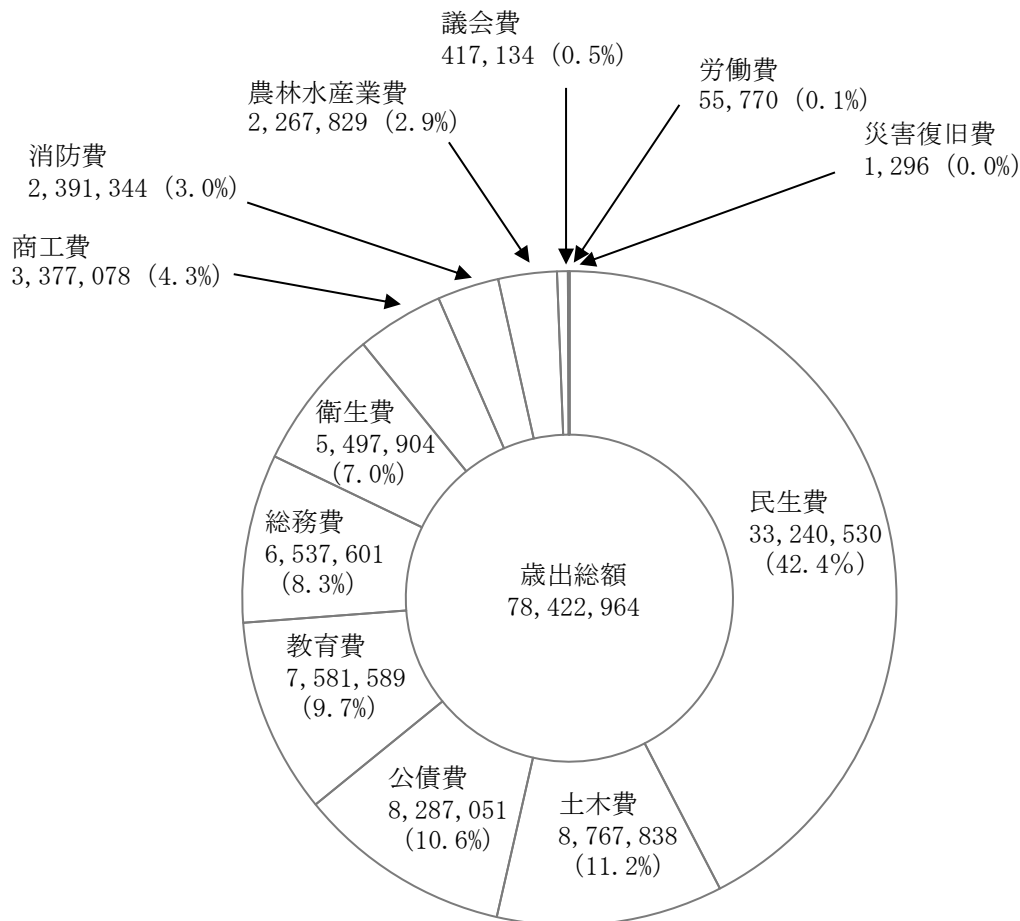 議会費
417,134 (0.5%)
労働費
55,770 (0.1%)
農林水産業費
2,267,829 (2.9%)
災害復旧費
1,296 (0.0%)
消防費
2,391,344 (3.0%)
商工費
3,377,078 (4.3%)
衛生費
5,497,904
(7.0%)
民生費
33,240,530
(42.4%)
総務費
6,537,601
(8.3%)
歳出総額
78,422,964
教育費
7,581,589
(9.7%)
公債費
8,287,051
(10.6%)
土木費
8,767,838
(11.2%)